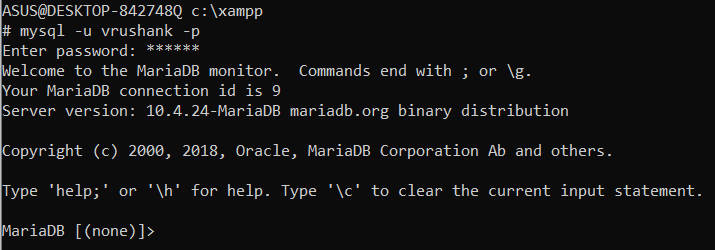 ASUS@DESKTOP-842748Q c:\xampp
# mysql -u vrushank -p
Enter password: ******
Welcome to the MariaDB monitor.  Commands end with ; or \g.
Your MariaDB connection id is 9
Server version: 10.4.24-MariaDB mariadb.org binary distribution
Copyright (c) 2000, 2018, Oracle, MariaDB Corporation Ab and others.
Type 'help;' or '\h' for help. Type '\c' to clear the current input statement.
MariaDB [(none)]>